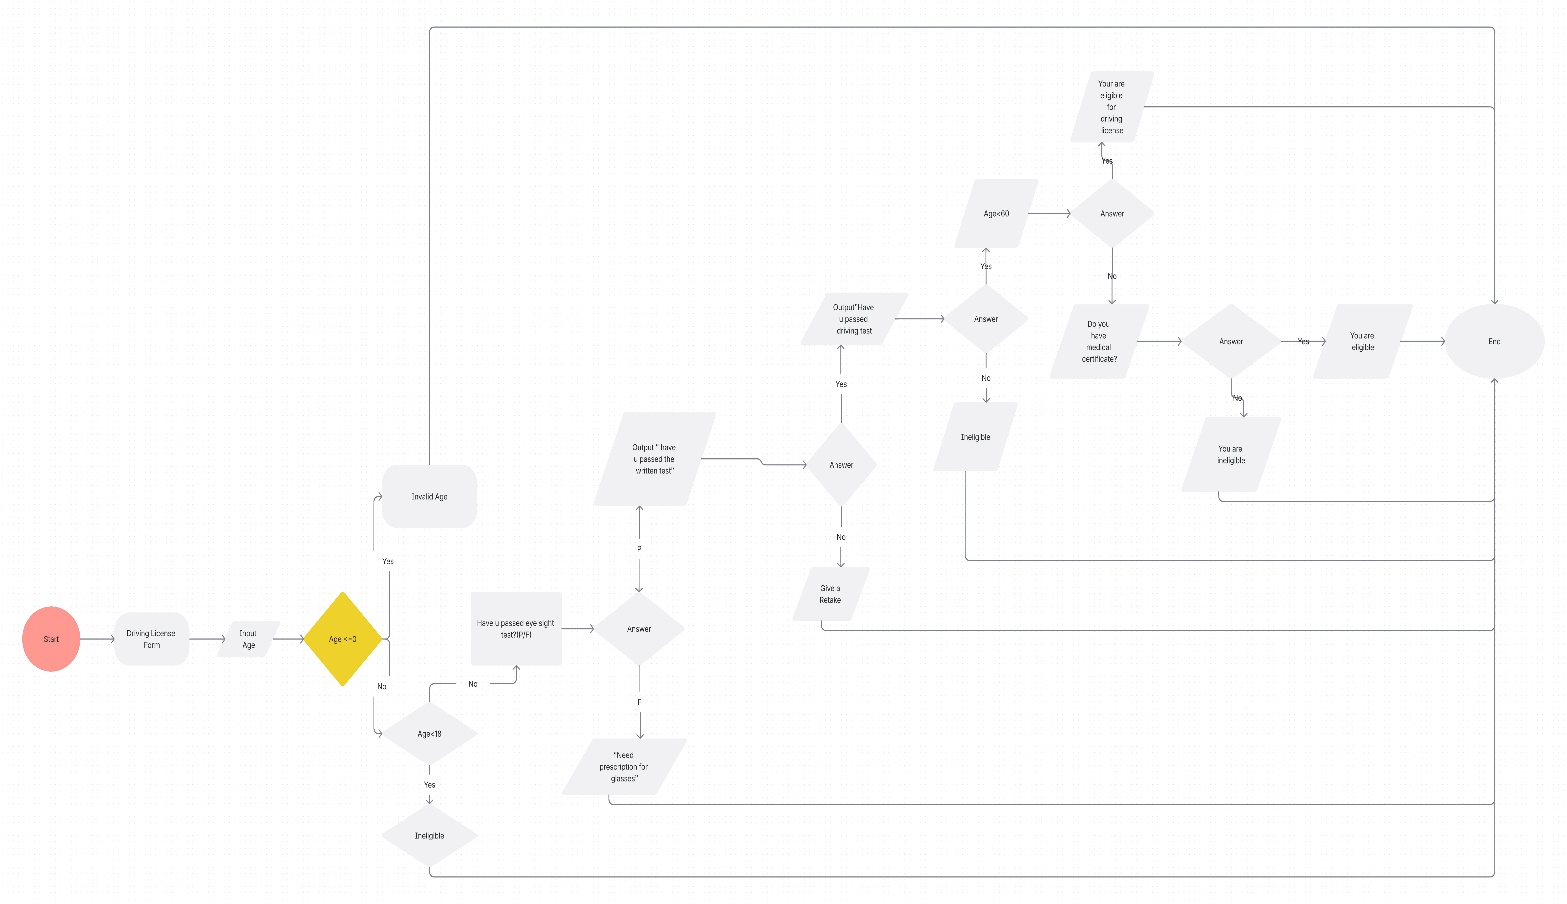 Start
Driving License
Form
Input
Age
Age <=0
Yes
No
Invalid Age
Age<18
No
Yes
Ineligible
Have u passed eye sight
test?(P/F)
Answer
P
F
"Need
prescription for
glasses"
Output " have
u passed the
written test"
Answer
Yes
No
Give a
Retake
Output"Have
u passed
driving test
Answer
Yes
No
Ineligible
Age<60
Answer
Yes
Your are
eligible
for
driving
license
No
Do you
have
medical
certificate?
Answer
Yes
You are
eligible
No
You are
ineligible
End